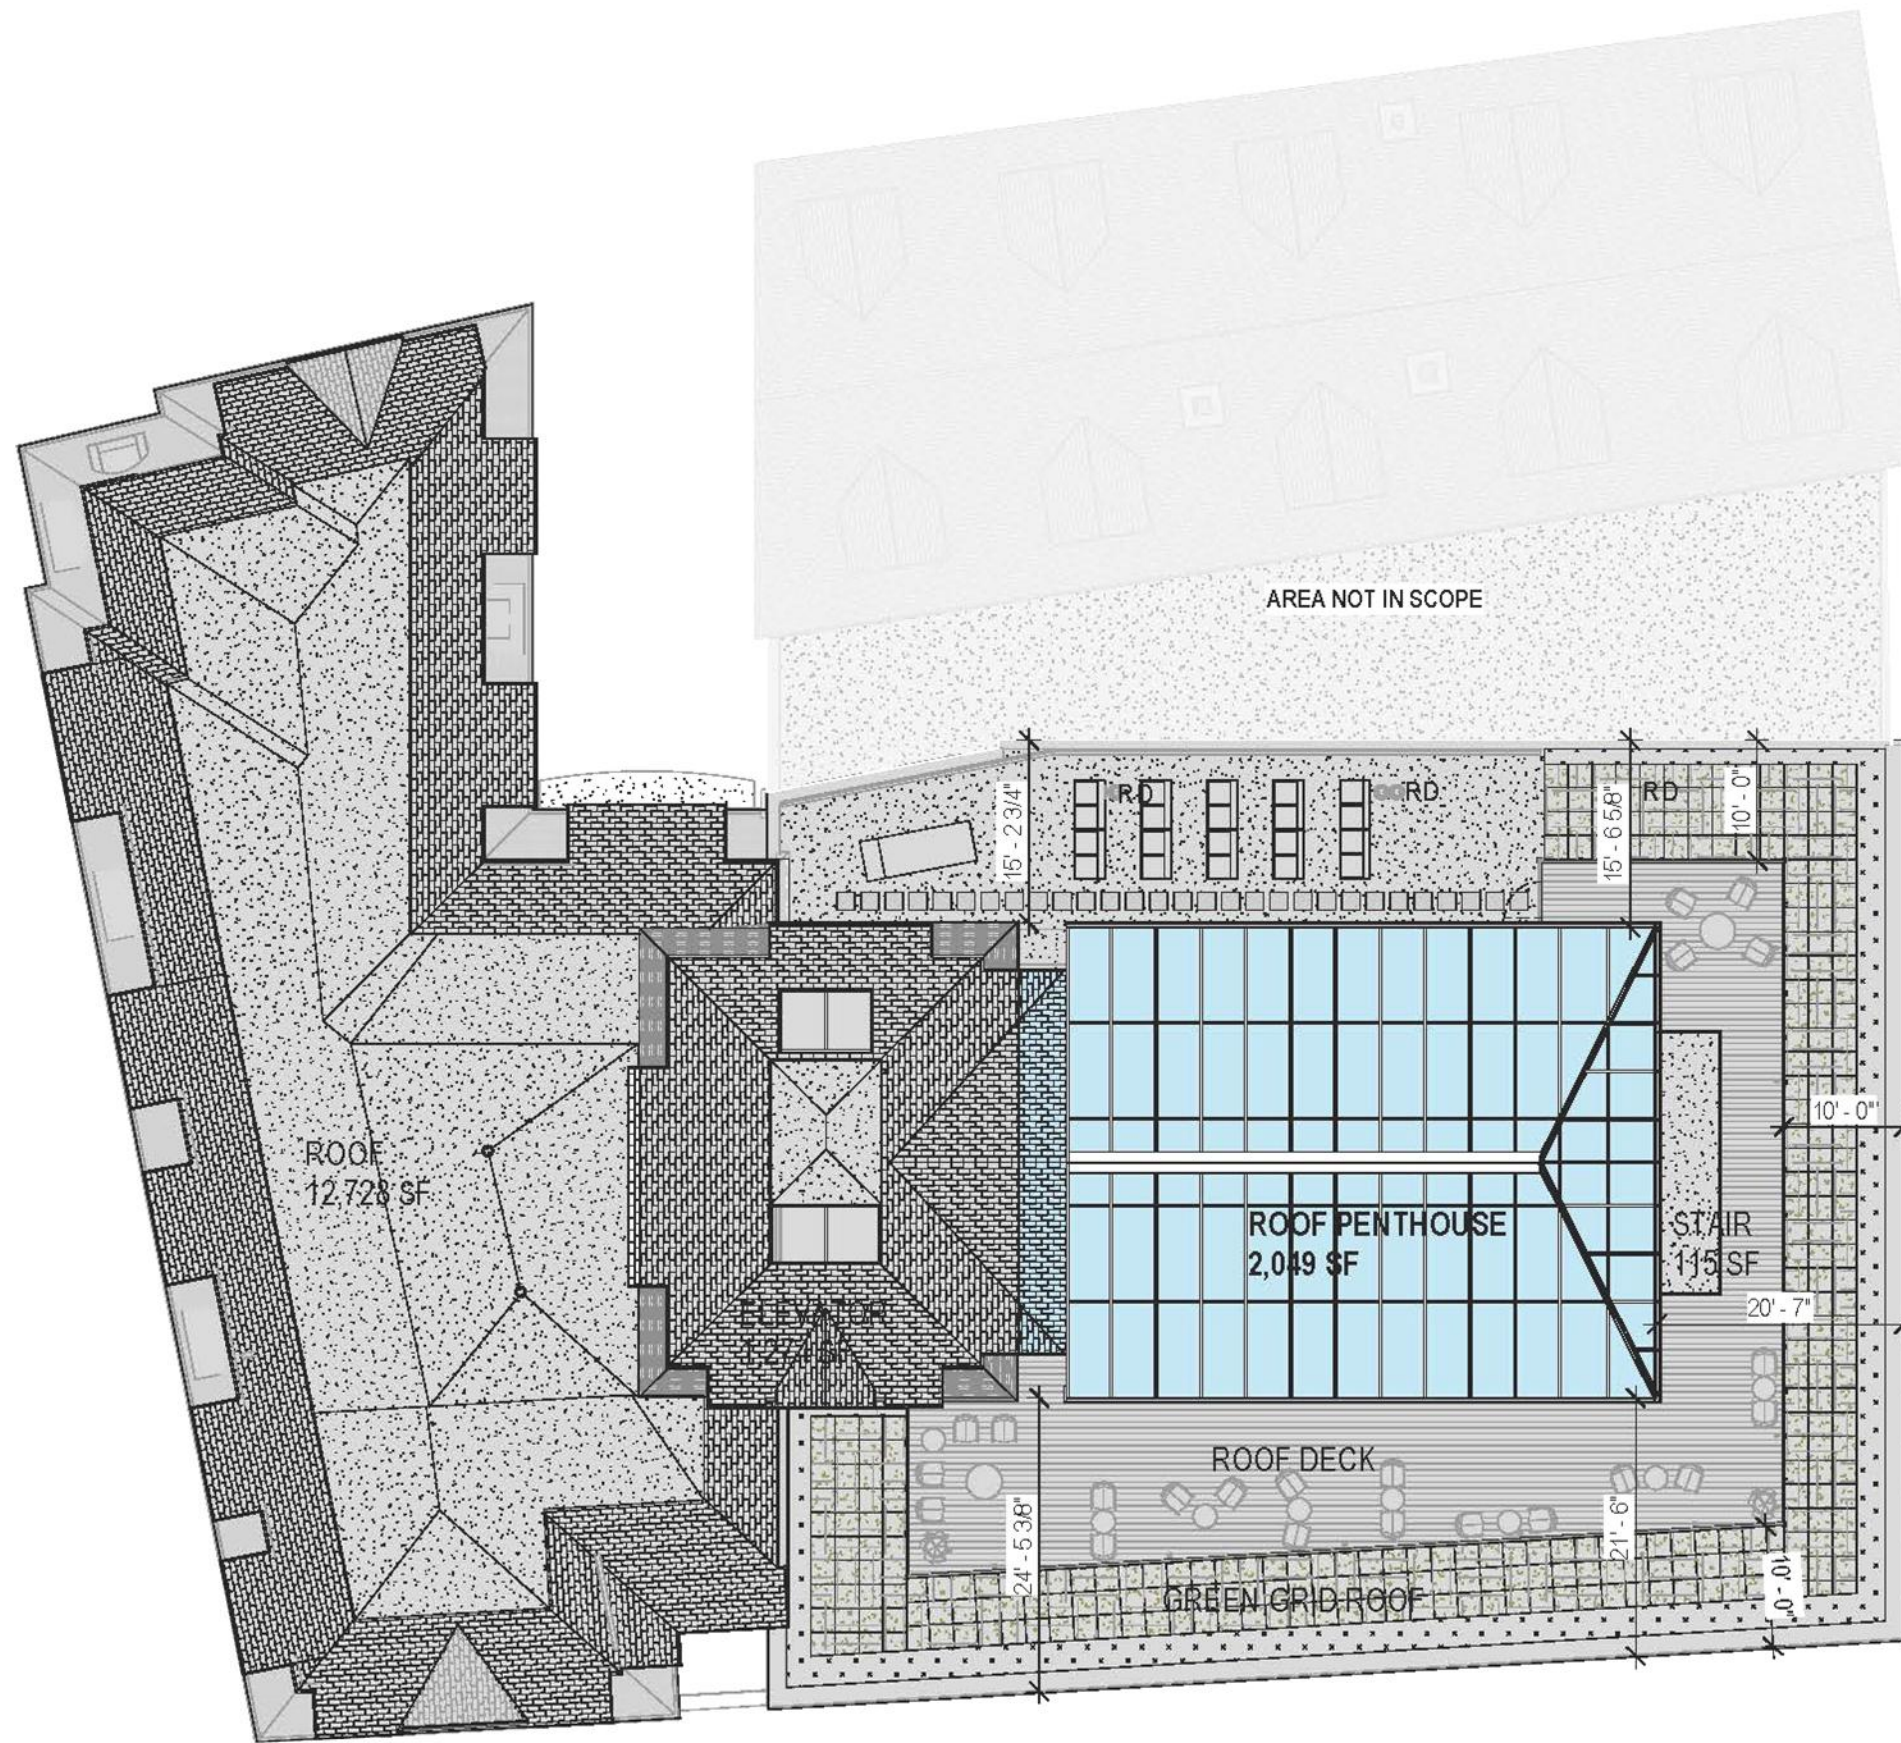 AREA NOT IN SCOPE
15' - 2 3/4"
RD
RD
15' - 6 5/8"
RD
10' - 0"
10' - 0"
ROOF
12,728 SF
ROOF PENTHOUSE
2,049 SF
STAIR
115 SF
20' - 7"
ELEVATOR
ROOF DECK
24' - 5 3/8"
21' - 6"
GREEN GRID ROOF
10' - 0"